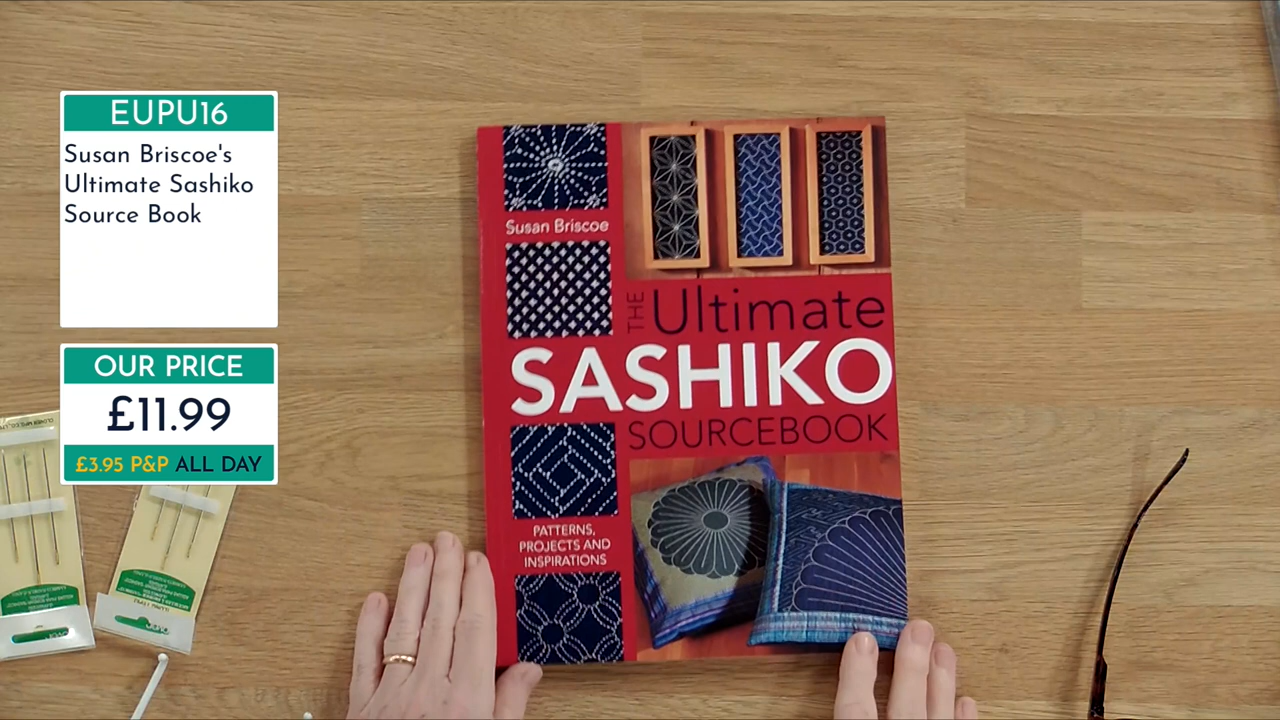 EUPU16
Susan Briscoe's
Ultimate Sashiko
Source Book
OUR PRICE
£11.99
£3.95 P&P ALL DAY
Susan Briscoe
THE Ultimate
SASHIKO
SOURCEBOOK
PATTERNS,
PROJECTS AND
INSPIRATIONS